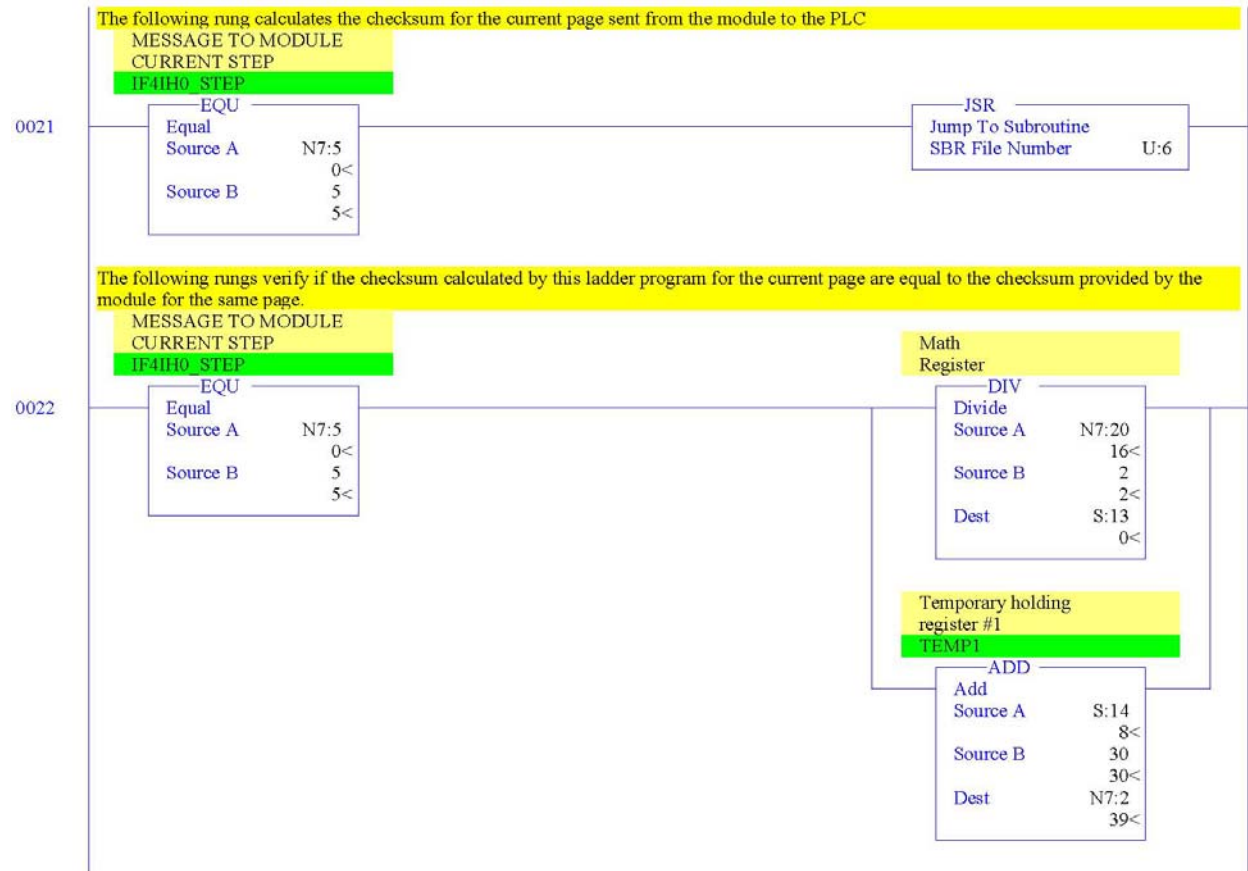 The following rung calculates the checksum for the current page sent from the module to the PLC
MESSAGE TO MODULE
CURRENT STEP
IF4IH0_STEP
EQU
0021
Equal
Source A N7:5
0<
Source B 5
5<
JSR
Jump To Subroutine
SBR File Number U:6
The following rungs verify if the checksum calculated by this ladder program for the current page are equal to the checksum provided by the
module for the same page.
MESSAGE TO MODULE
CURRENT STEP
IF4IH0_STEP
EQU
0022
Equal
Source A N7:5
0<
Source B 5
5<
Math
Register
DIV
Divide
Source A N7:20
16<
Source B 2
2<
Dest S:13
0<
Temporary holding
register #1
TEMP1
ADD
Add
Source A S:14
8<
Source B 30
30<
Dest N7:2
39<